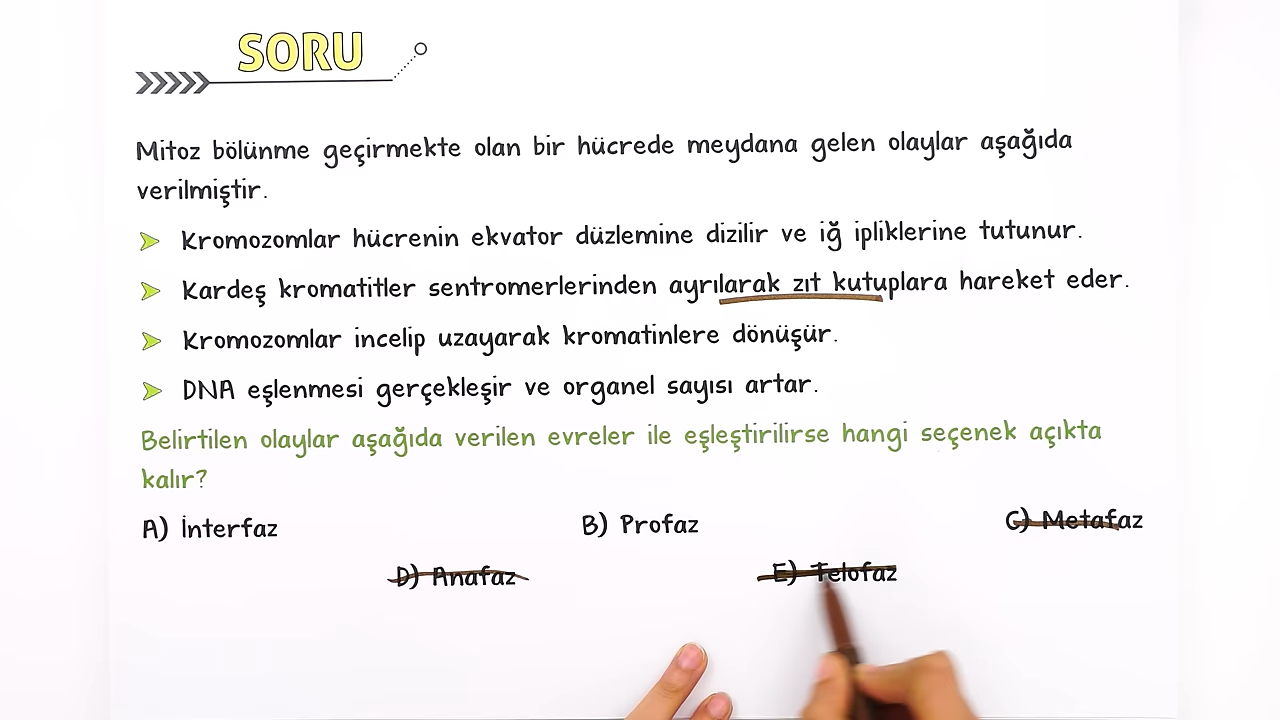 SORU
Mitoz bölünme geçirmekte olan bir hücrede meydana gelen olaylar aşağıda
verilmiştir.
Kromozomlar hücrenin ekvator düzlemine dizilir ve iğ ipliklerine tutunur.
Kardeş kromatitler sentromerlerinden ayrılarak zıt kutuplara hareket eder.
Kromozomlar incelip uzayarak kromatinlere dönüşür.
DNA eşlenmesi gerçekleşir ve organel sayısı artar.
Belirtilen olaylar aşağıda verilen evreler ile eşleştirilirse hangi seçenek açıkta
kalır?
A) İnterfaz B) Profaz C) Metafaz
D) Anafaz E) Telofaz